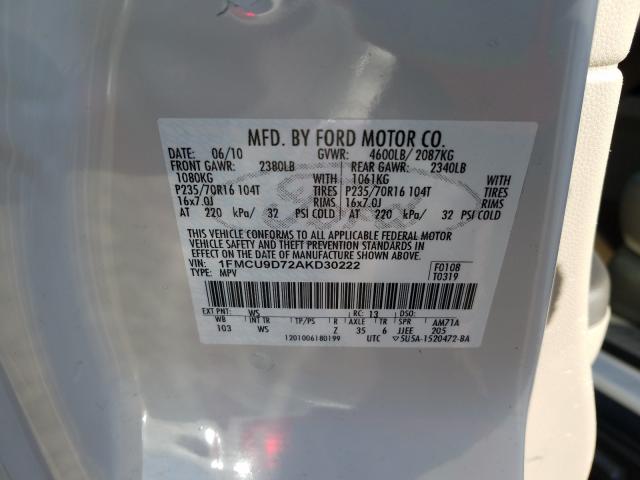 MFD. BY FORD MOTOR CO.
DATE: 06/10 GVWR: 4600LB/ 2087KG
FRONT GAWR: 2380LB REAR GAWR: 2340LB
1080KG WITH 1061KG WITH
P235/70R16 104T TIRES P235/70R16 104T TIRES
16x7.0J RIMS 16x7.0J RIMS
AT 220 kPa/ 32 PSI COLD AT 220 kPa/ 32 PSI COLD
THIS VEHICLE CONFORMS TO ALL APPLICABLE FEDERAL MOTOR
VEHICLE SAFETY AND THEFT PREVENTION STANDARDS IN
EFFECT ON THE DATE OF MANUFACTURE SHOWN ABOVE.
VIN: 1FMCU9D72AKD30222 F0108
TYPE: MPV T0319
EXT PNT: WS RC: 13
WB INT TR TP/PS R AXLE TR SPR AM71A
103 WS Z 35 6 JJEE 205
1201006180199 UTC 5U5A-1520472-BA